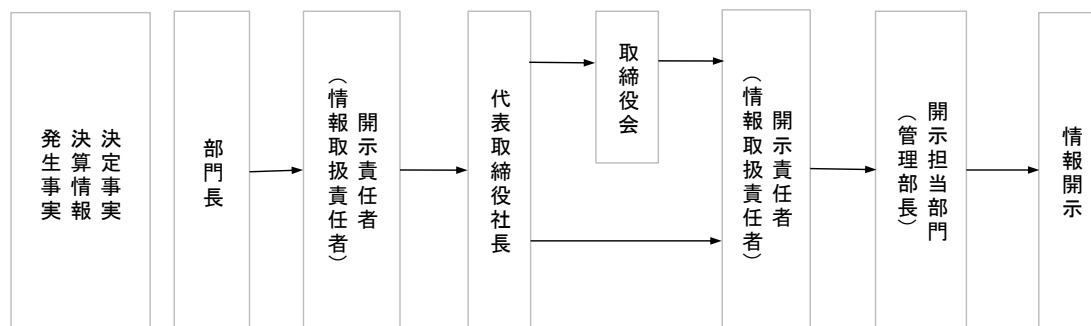 決定事実
決算情報
発生事実
部門長
開示責任者
（情報取扱責任者）
代表取締役社長
取締役会
開示責任者
（情報取扱責任者）
開示担当部門
（管理部長）
情報開示